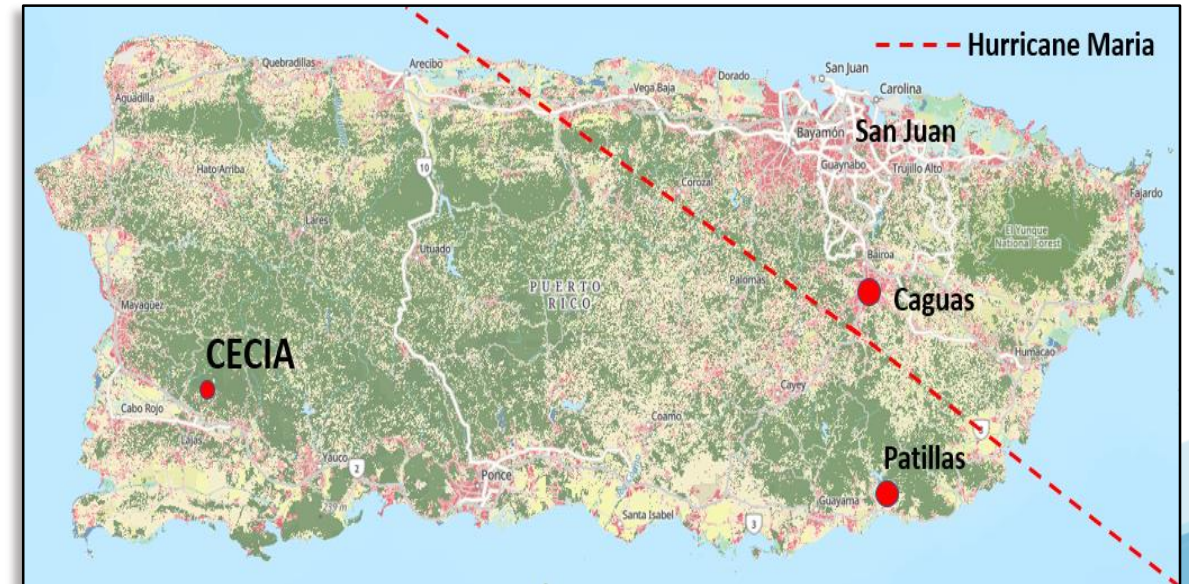 Hurricane Maria
San Juan
Quebradillas
Arecibo
Dorado
Carolina
Vega Baja
Aguadilla
Bayamón
San Juan
Guaynabo
Trujillo Alto
Hato Arriba
10
Corozal
Fajardo
Lares
El Yunque
National Forest
Utuado
Bairoa
Palomas
PUERTO
RICO
Caguas
Mayagüez
CECIA
Humacao
Cayey
Cabo Rojo
Coamo
Lajas
Yauco
2
Ponce
Patillas
Guayama
239 m
Santa Isabel
3